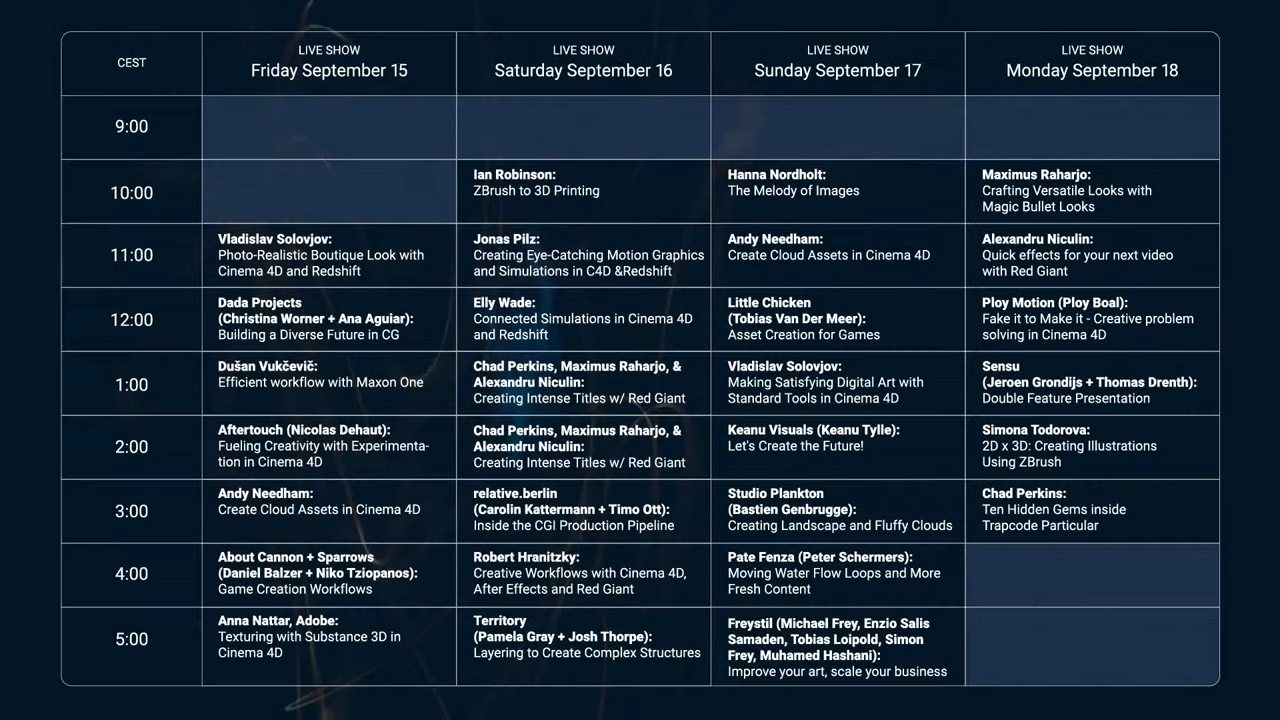 CEST
LIVE SHOW
Friday September 15
LIVE SHOW
Saturday September 16
LIVE SHOW
Sunday September 17
LIVE SHOW
Monday September 18
9:00
10:00
Ian Robinson:
ZBrush to 3D Printing
Hanna Nordholt:
The Melody of Images
Maximus Raharjo:
Crafting Versatile Looks with
Magic Bullet Looks
11:00
Vladislav Solovjov:
Photo-Realistic Boutique Look with
Cinema 4D and Redshift
Jonas Pilz:
Creating Eye-Catching Motion Graphics
and Simulations in C4D &Redshift
Andy Needham:
Create Cloud Assets in Cinema 4D
Alexandru Niculin:
Quick effects for your next video
with Red Giant
12:00
Dada Projects
(Christina Worner + Ana Aguiar):
Building a Diverse Future in CG
Elly Wade:
Connected Simulations in Cinema 4D
and Redshift
Little Chicken
(Tobias Van Der Meer):
Asset Creation for Games
Ploy Motion (Ploy Boal):
Fake it to Make it - Creative problem
solving in Cinema 4D
1:00
Dušan Vukčevič:
Efficient workflow with Maxon One
Chad Perkins, Maximus Raharjo, &
Alexandru Niculin:
Creating Intense Titles w/ Red Giant
Vladislav Solovjov:
Making Satisfying Digital Art with
Standard Tools in Cinema 4D
Sensu
(Jeroen Grondijs + Thomas Drenth):
Double Feature Presentation
2:00
Aftertouch (Nicolas Dehaut):
Fueling Creativity with Experimenta-
tion in Cinema 4D
Chad Perkins, Maximus Raharjo, &
Alexandru Niculin:
Creating Intense Titles w/ Red Giant
Keanu Visuals (Keanu Tylle):
Let's Create the Future!
Simona Todorova:
2D x 3D: Creating Illustrations
Using ZBrush
3:00
Andy Needham:
Create Cloud Assets in Cinema 4D
relative.berlin
(Carolin Kattermann + Timo Ott):
Inside the CGI Production Pipeline
Studio Plankton
(Bastien Genbrugge):
Creating Landscape and Fluffy Clouds
Chad Perkins:
Ten Hidden Gems inside
Trapcode Particular
4:00
About Cannon + Sparrows
(Daniel Balzer + Niko Tziopanos):
Game Creation Workflows
Robert Hranitzky:
Creative Workflows with Cinema 4D,
After Effects and Red Giant
Pate Fenza (Peter Schermers):
Moving Water Flow Loops and More
Fresh Content
5:00
Anna Nattar, Adobe:
Texturing with Substance 3D in
Cinema 4D
Territory
(Pamela Gray + Josh Thorpe):
Layering to Create Complex Structures
Freystil (Michael Frey, Enzio Salis
Samaden, Tobias Loipold, Simon
Frey, Muhamed Hashani):
Improve your art, scale your business